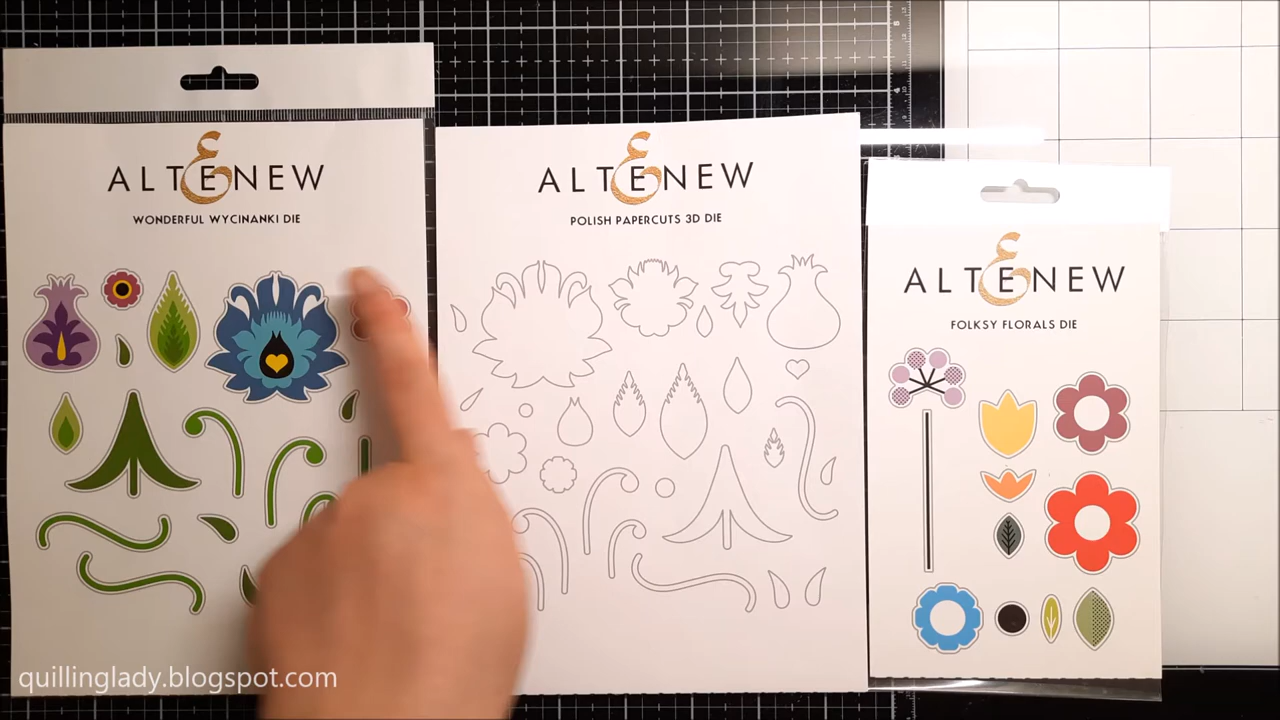 ALTENEW
WONDERFUL WYCINANKI DIE
ALTENEW
POLISH PAPERCUTS 3D DIE
ALTENEW
FOLKSY FLORALS DIE
quillinglady.blogspot.com